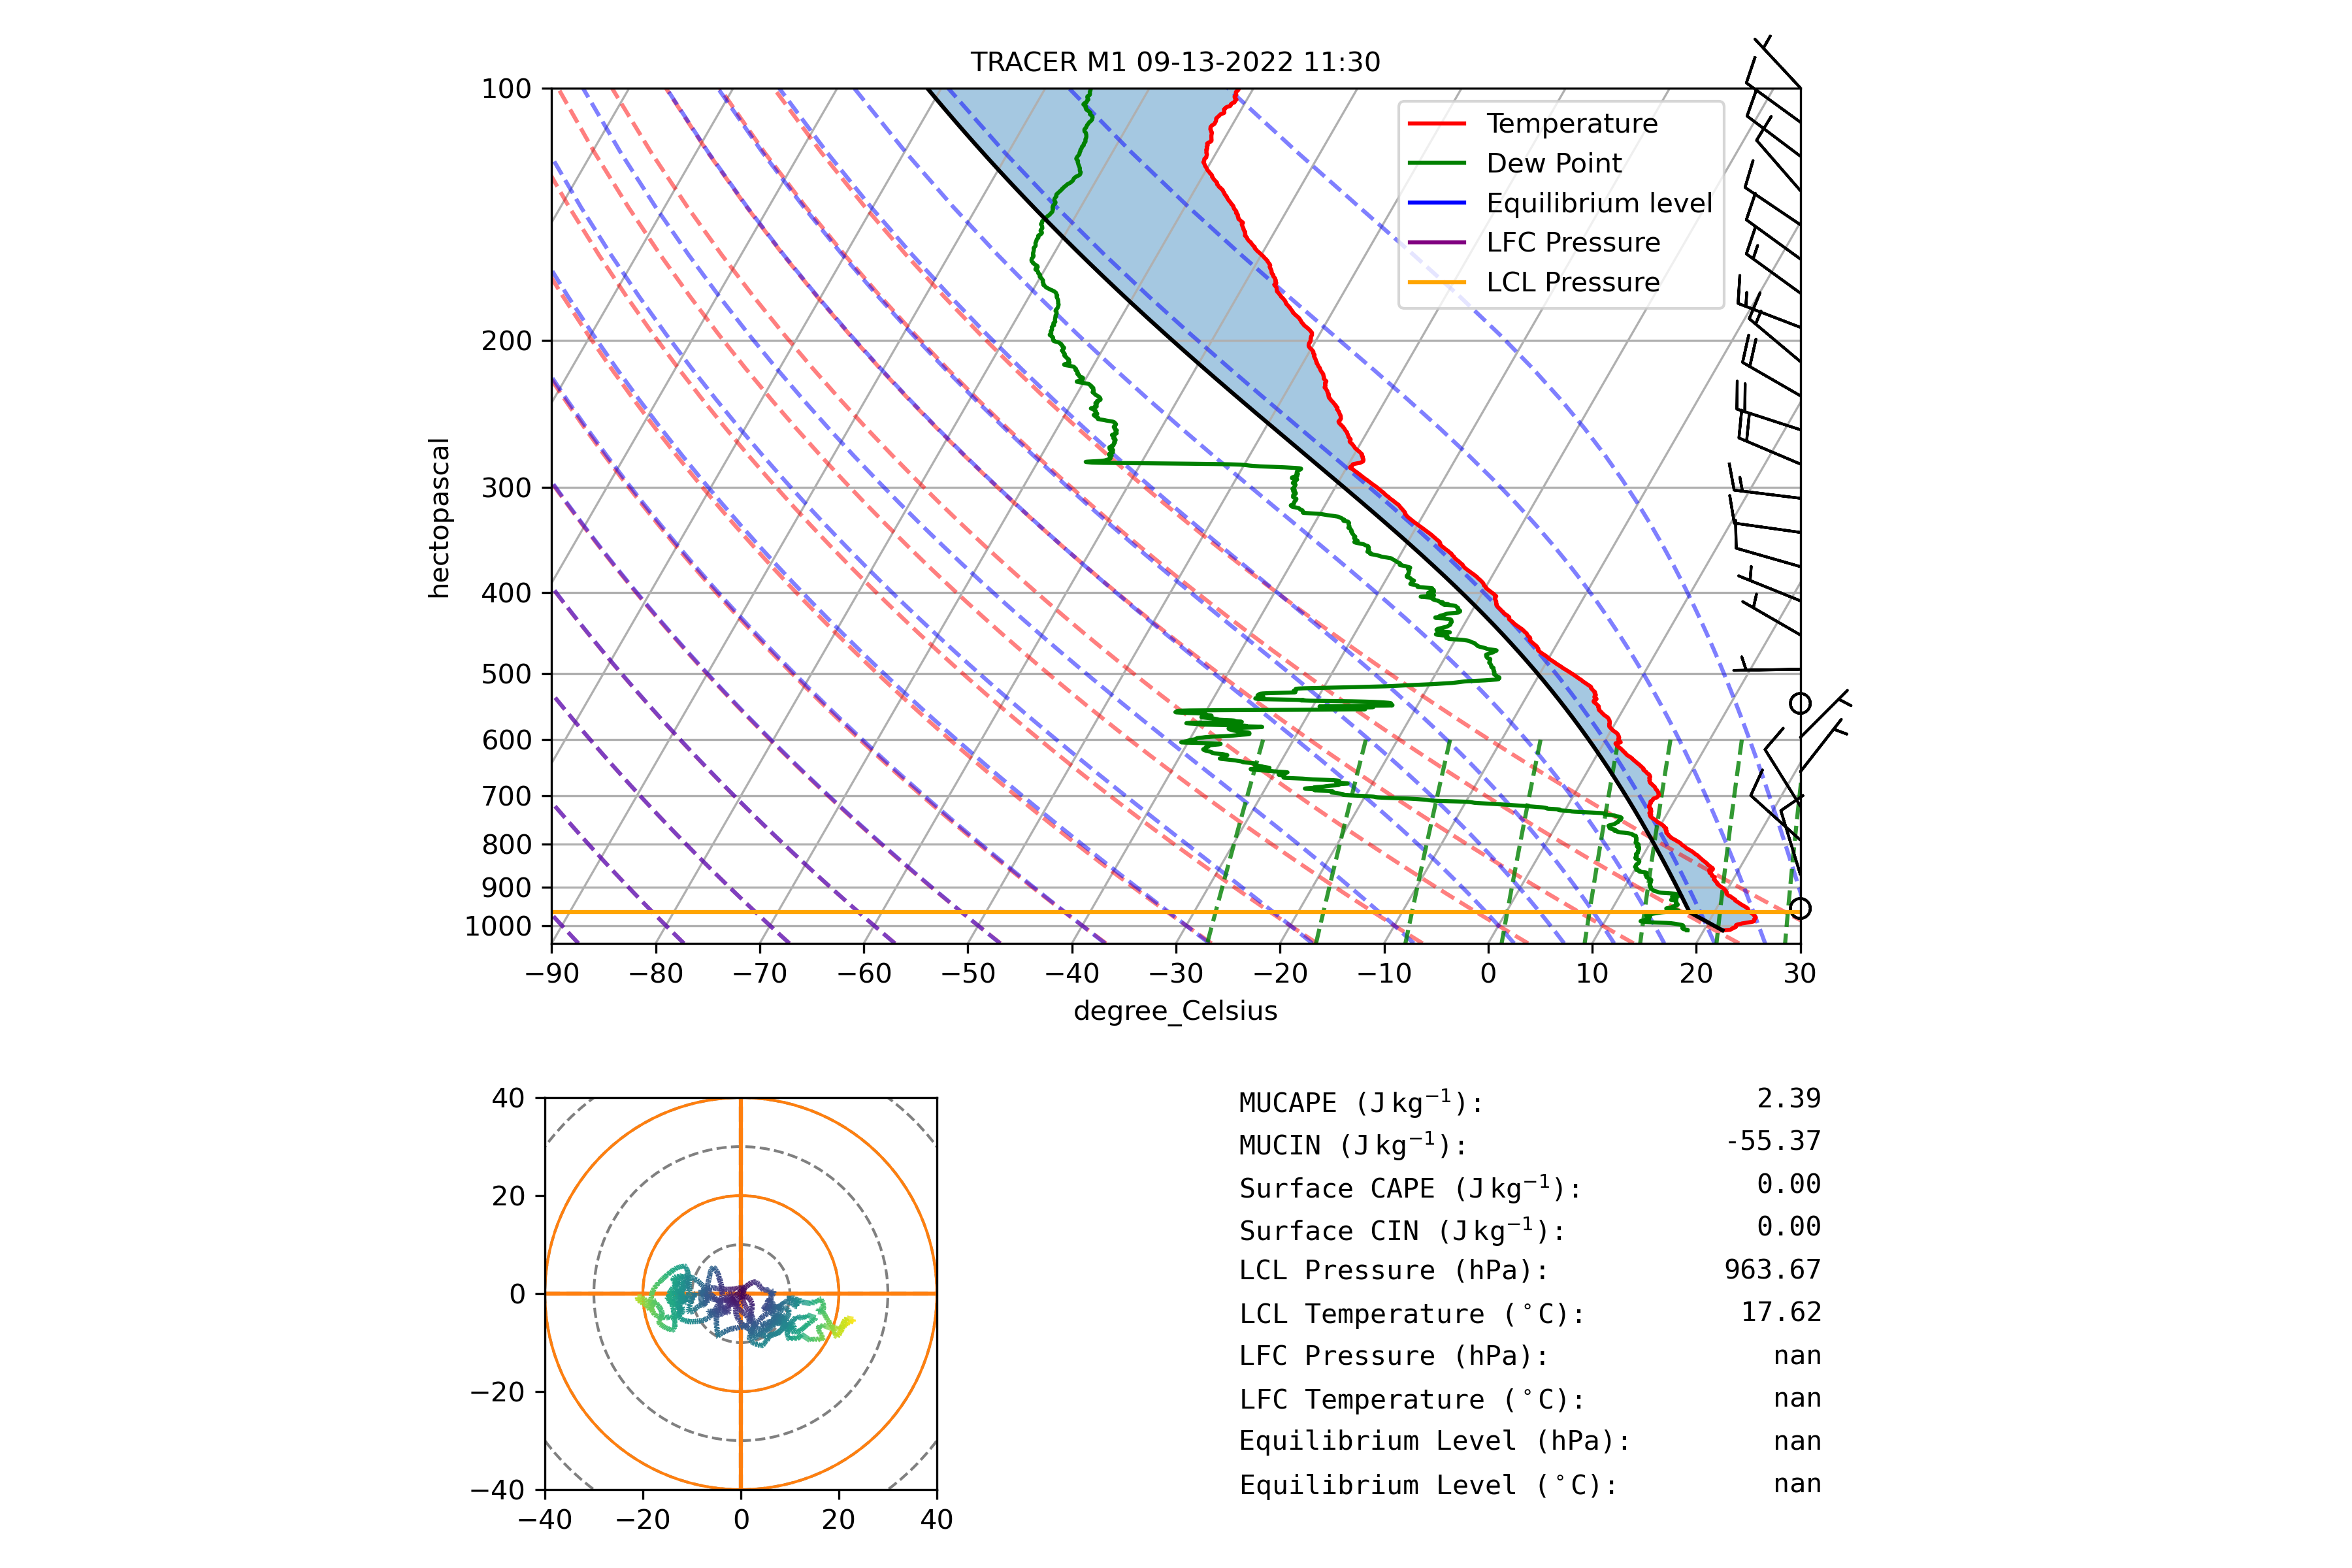 TRACER M1 09-13-2022 11:30
100
200
300
400
500
600
700
800
900
1000
hectopascal
Temperature
Dew Point
Equilibrium level
LFC Pressure
LCL Pressure
−90 −80 −70 −60 −50 −40 −30 −20 −10 0 10 20 30
degree_Celsius
40
20
0
−20
−40
−40 −20 0 20 40
MUCAPE (J kg⁻¹): 2.39
MUCIN (J kg⁻¹): -55.37
Surface CAPE (J kg⁻¹): 0.00
Surface CIN (J kg⁻¹): 0.00
LCL Pressure (hPa): 963.67
LCL Temperature (°C): 17.62
LFC Pressure (hPa): nan
LFC Temperature (°C): nan
Equilibrium Level (hPa): nan
Equilibrium Level (°C): nan